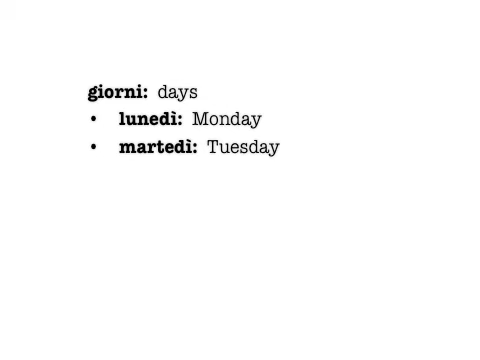 giorni: days
• lunedì: Monday
• martedì: Tuesday